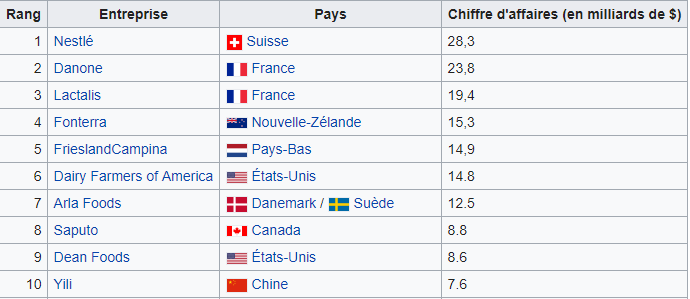 Rang Entreprise Pays Chiffre d'affaires (en milliards de $)
1 Nestlé Suisse 28,3
2 Danone France 23,8
3 Lactalis France 19,4
4 Fonterra Nouvelle-Zélande 15,3
5 FrieslandCampina Pays-Bas 14,9
6 Dairy Farmers of America États-Unis 14.8
7 Arla Foods Danemark / Suède 12.5
8 Saputo Canada 8.8
9 Dean Foods États-Unis 8.6
10 Yili Chine 7.6